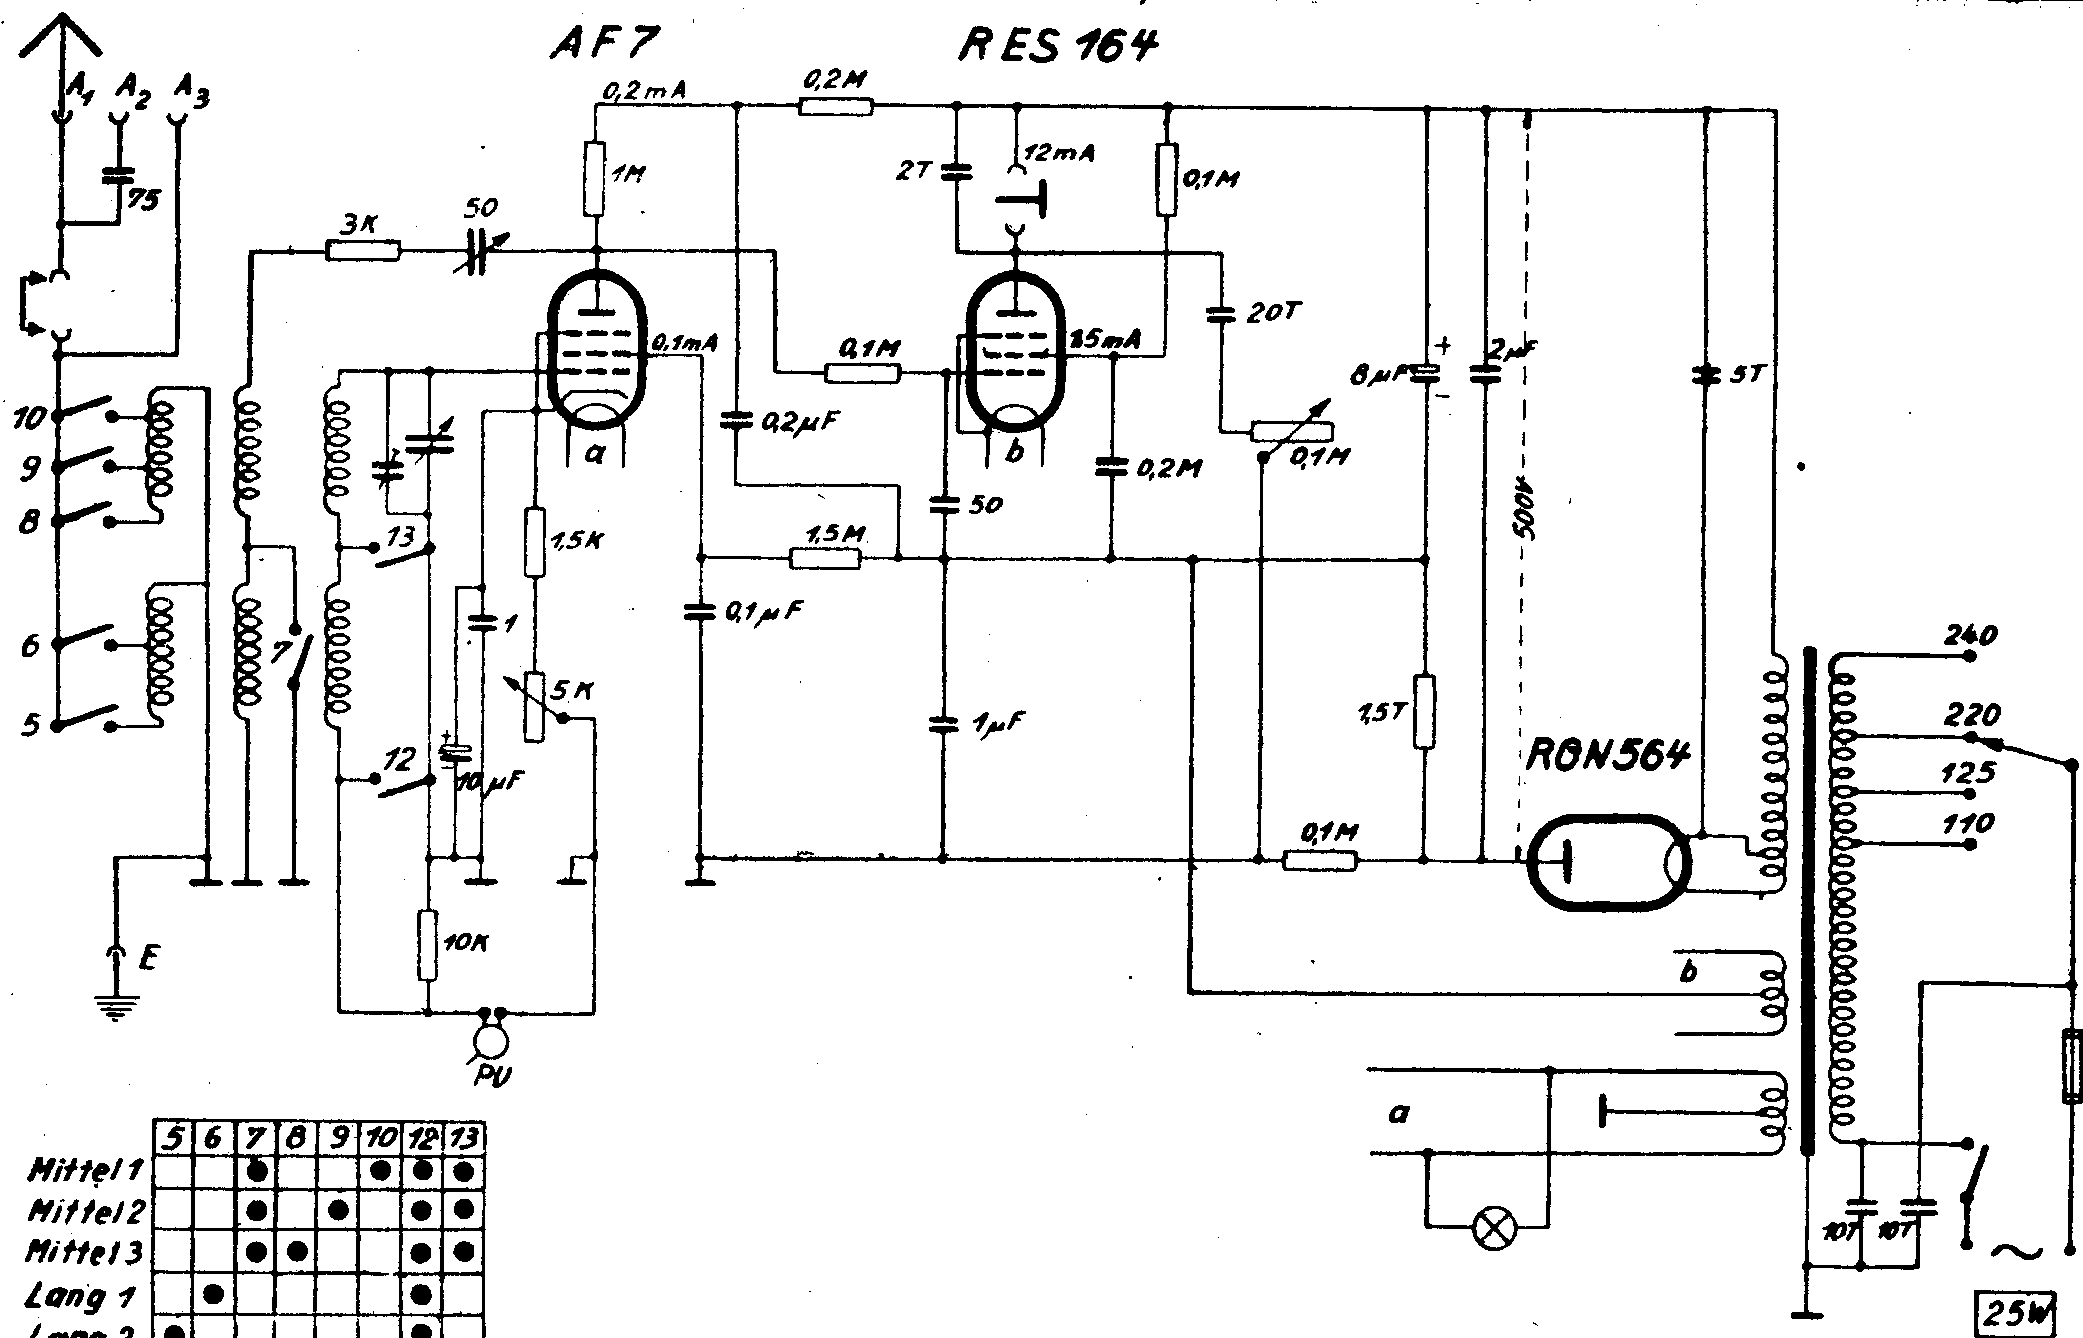 AF7
RES 164
A1 A2 A3
75
0,2mA
0,2M
12mA
2T
1M
0,1M
3K
50
0,1mA
0,1M
15mA
20T
+
8µF
-
2µF
5T
500V
10
9
8
6
5
7
13
12
a
b
0,2µF
50
0,2M
0,1M
1,5K
1,5M
1
0,1µF
5K
1µF
1,5T
+
-
10µF
RGN564
0,1M
240
220
125
110
10K
E
PU
b
a
10T 10T
~
25W
5 6 7 8 9 10 12 13
Mittel 1
Mittel 2
Mittel 3
Lang 1
Lang 2